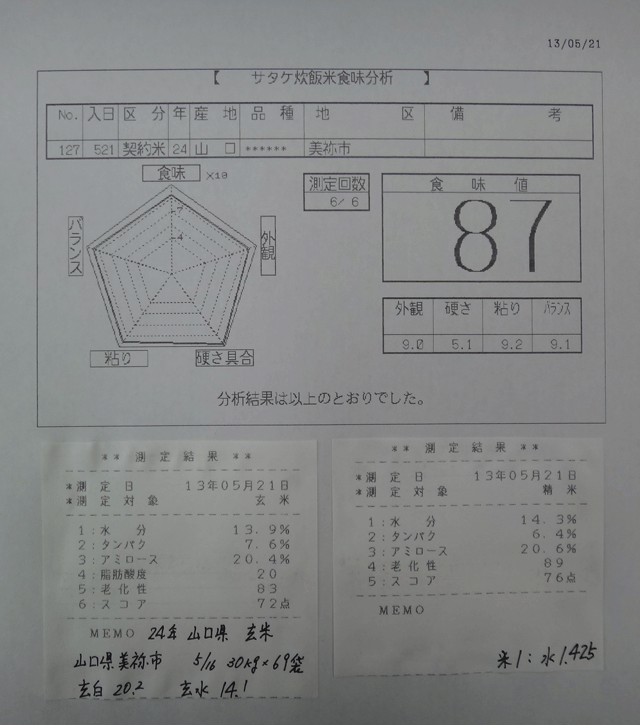 13/05/21
【 サタケ炊飯米食味分析 】
No. 入日 区分 年 産地 品種 地区 備考
127 521 契約米 24 山口 ****** 美祢市
食味 X10
7
4
バランス
外観
粘り
硬さ具合
測定回数
6/ 6
食味値
87
外観 硬さ 粘り バランス
9.0 5.1 9.2 9.1
分析結果は以上のとおりでした。
** 測定結果 **
*測定日 13年05月21日
*測定対象 玄米
1:水分 13.9%
2:タンパク 7.6%
3:アミロース 20.4%
4:脂肪酸度 20
5:老化性 83
6:スコア 72点
MEMO 24年 山口県 玄米
山口県美祢市 5/16 30kg×69袋
玄白 20.2 玄水 14.1
** 測定結果 **
*測定日 13年05月21日
*測定対象 精米
1:水分 14.3%
2:タンパク 6.4%
3:アミロース 20.6%
4:老化性 89
5:スコア 76点
MEMO
米1:水1.425